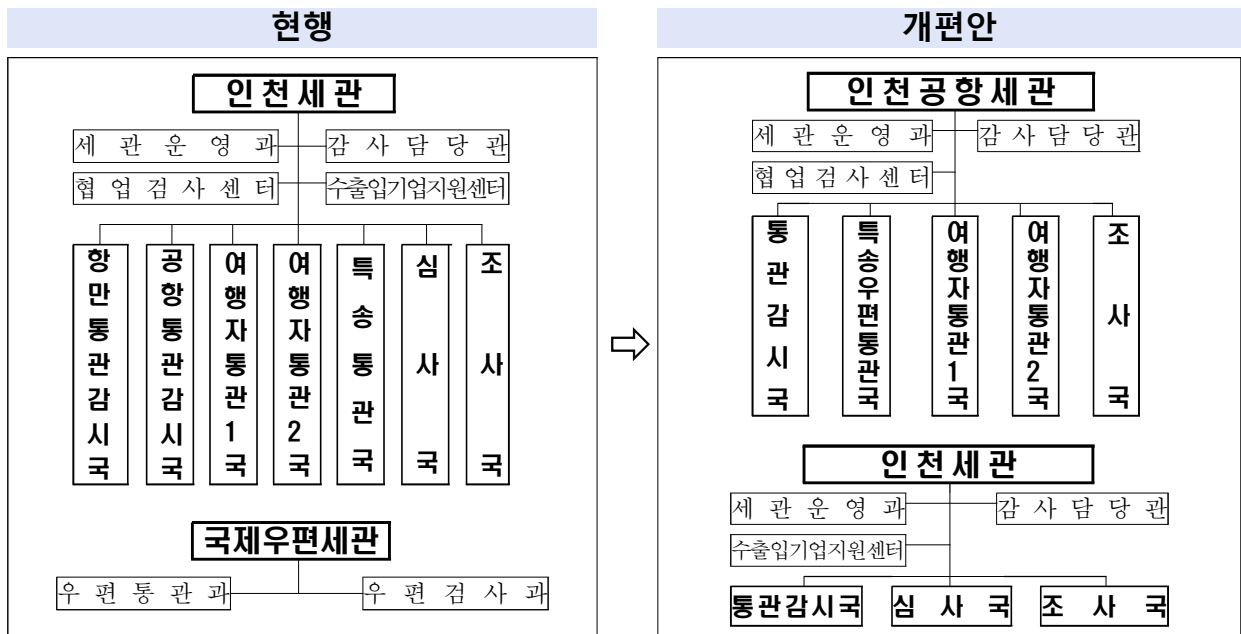 현행
인천세관
세관운영과 감사담당관
협업검사센터 수출입기업지원센터
항만통관감시국
공항통관감시국
여행자통관1국
여행자통관2국
특송통관국
심사국
조사국
국제우편세관
우편통관과 우편검사과
⇨
개편안
인천공항세관
세관운영과 감사담당관
협업검사센터
통관감시국
특송우편통관국
여행자통관1국
여행자통관2국
조사국
인천세관
세관운영과 감사담당관
수출입기업지원센터
통관감시국 심사국 조사국